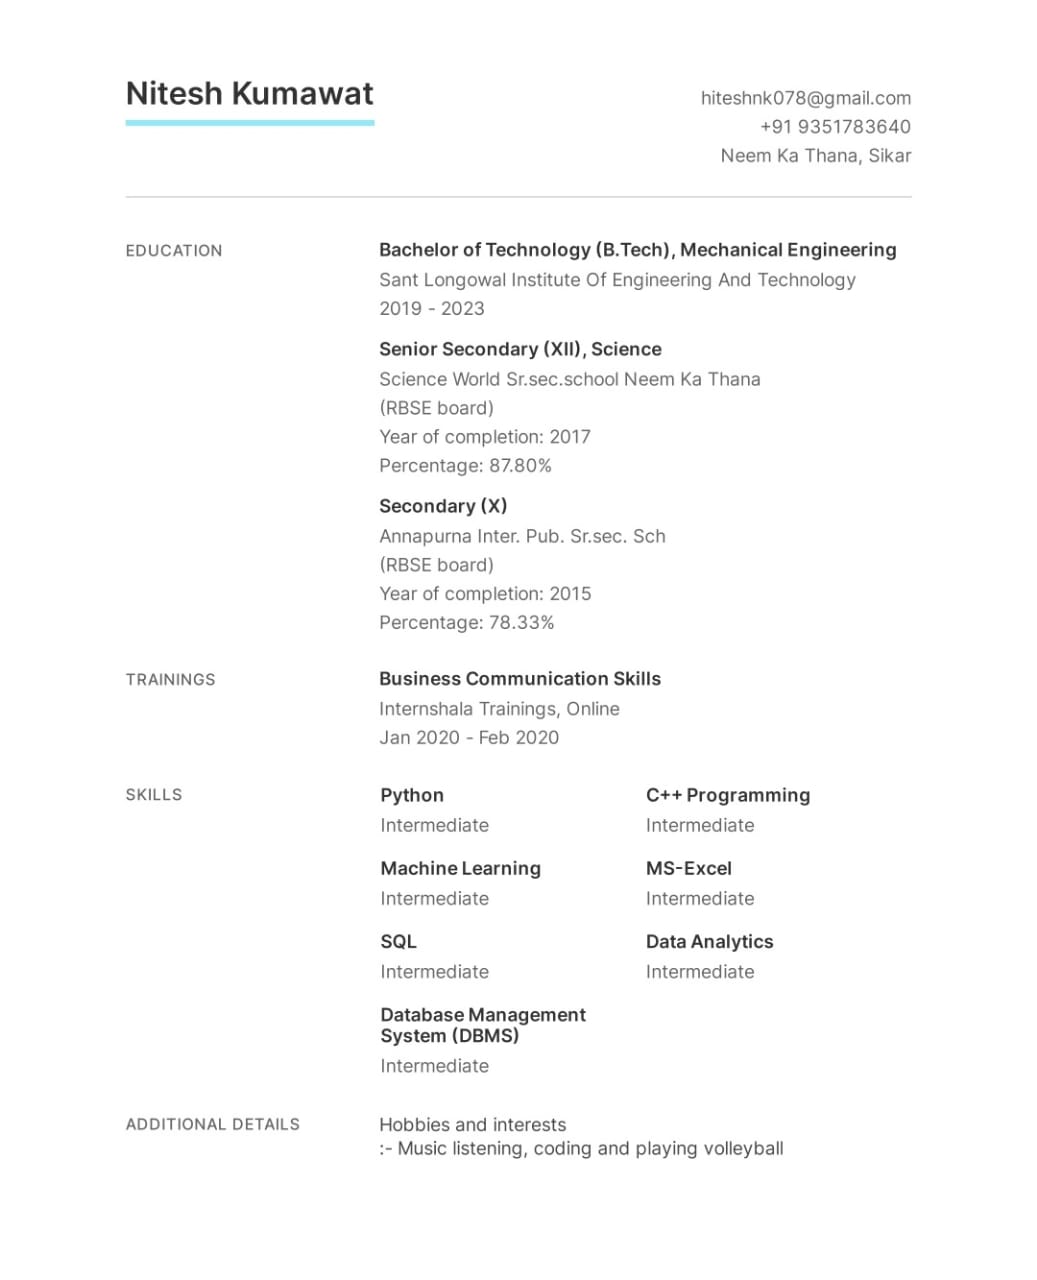 Nitesh Kumawat
hiteshnk078@gmail.com
+91 9351783640
Neem Ka Thana, Sikar
EDUCATION
Bachelor of Technology (B.Tech), Mechanical Engineering
Sant Longowal Institute Of Engineering And Technology
2019 - 2023
Senior Secondary (XII), Science
Science World Sr.sec.school Neem Ka Thana
(RBSE board)
Year of completion: 2017
Percentage: 87.80%
Secondary (X)
Annapurna Inter. Pub. Sr.sec. Sch
(RBSE board)
Year of completion: 2015
Percentage: 78.33%
TRAININGS
Business Communication Skills
Internshala Trainings, Online
Jan 2020 - Feb 2020
SKILLS
Python
Intermediate
C++ Programming
Intermediate
Machine Learning
Intermediate
MS-Excel
Intermediate
SQL
Intermediate
Data Analytics
Intermediate
Database Management
System (DBMS)
Intermediate
ADDITIONAL DETAILS
Hobbies and interests
:- Music listening, coding and playing volleyball